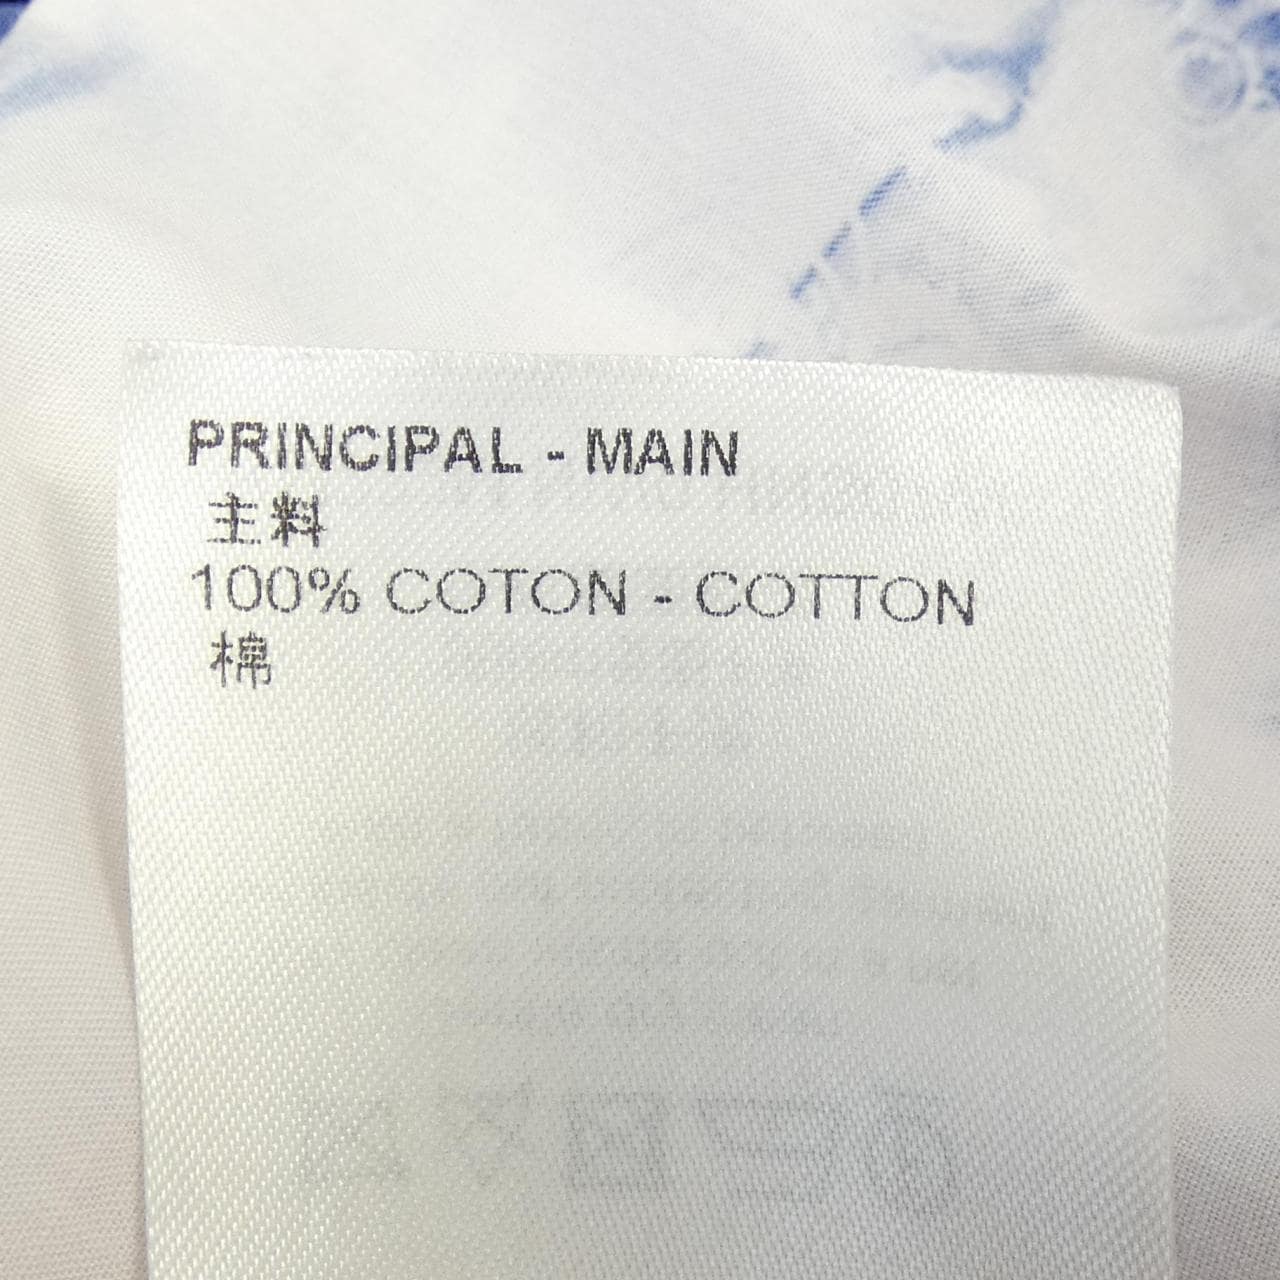 PRINCIPAL - MAIN
主料
100% COTON - COTTON
棉